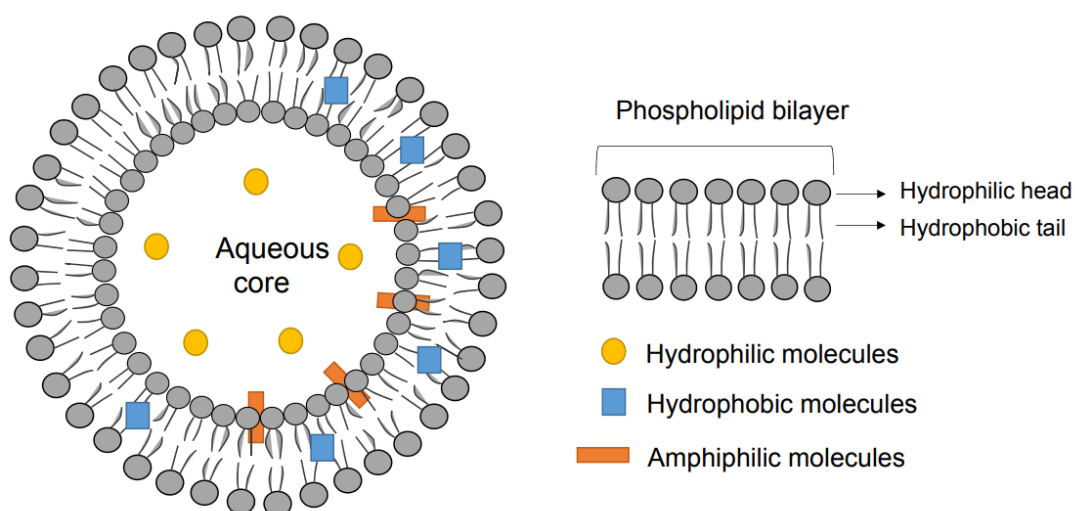 Aqueous
core
Phospholipid bilayer
Hydrophilic head
Hydrophobic tail
Hydrophilic molecules
Hydrophobic molecules
Amphiphilic molecules